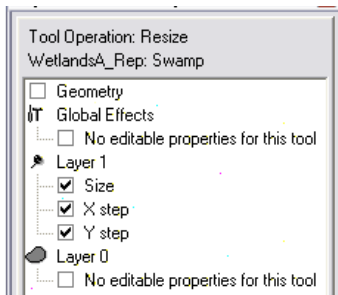 Tool Operation: Resize
WetlandsA_Rep: Swamp
Geometry
Global Effects
No editable properties for this tool
Layer 1
Size
X step
Y step
Layer 0
No editable properties for this tool